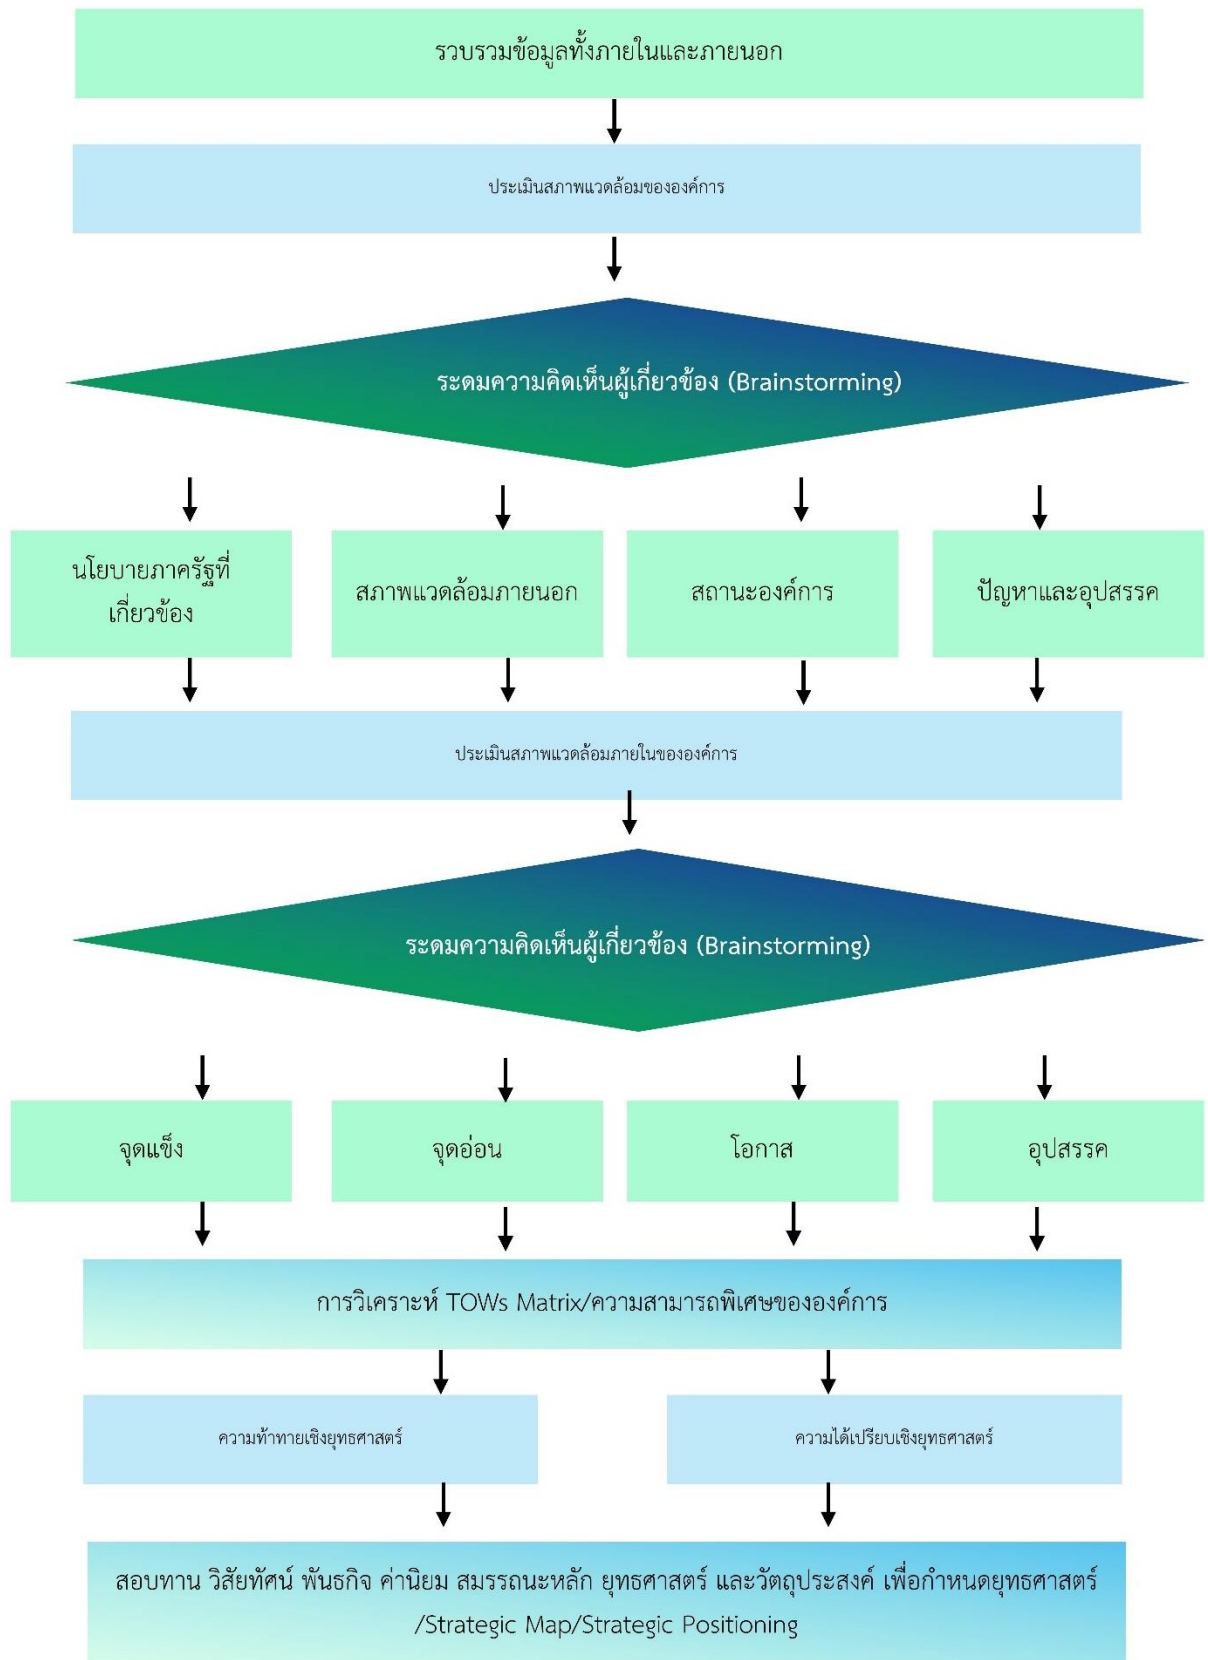 รวบรวมข้อมูลทั้งภายในและภายนอก
ประเมินสภาพแวดล้อมขององค์การ
ระดมความคิดเห็นผู้เกี่ยวข้อง (Brainstorming)
นโยบายภาครัฐที่
เกี่ยวข้อง
สภาพแวดล้อมภายนอก
สถานะองค์การ
ปัญหาและอุปสรรค
ประเมินสภาพแวดล้อมภายในขององค์การ
ระดมความคิดเห็นผู้เกี่ยวข้อง (Brainstorming)
จุดแข็ง
จุดอ่อน
โอกาส
อุปสรรค
การวิเคราะห์ TOWs Matrix/ความสามารถพิเศษขององค์การ
ความท้าทายเชิงยุทธศาสตร์
ความได้เปรียบเชิงยุทธศาสตร์
สอบทาน วิสัยทัศน์ พันธกิจ ค่านิยม สมรรถนะหลัก ยุทธศาสตร์ และวัตถุประสงค์ เพื่อกำหนดยุทธศาสตร์
/Strategic Map/Strategic Positioning